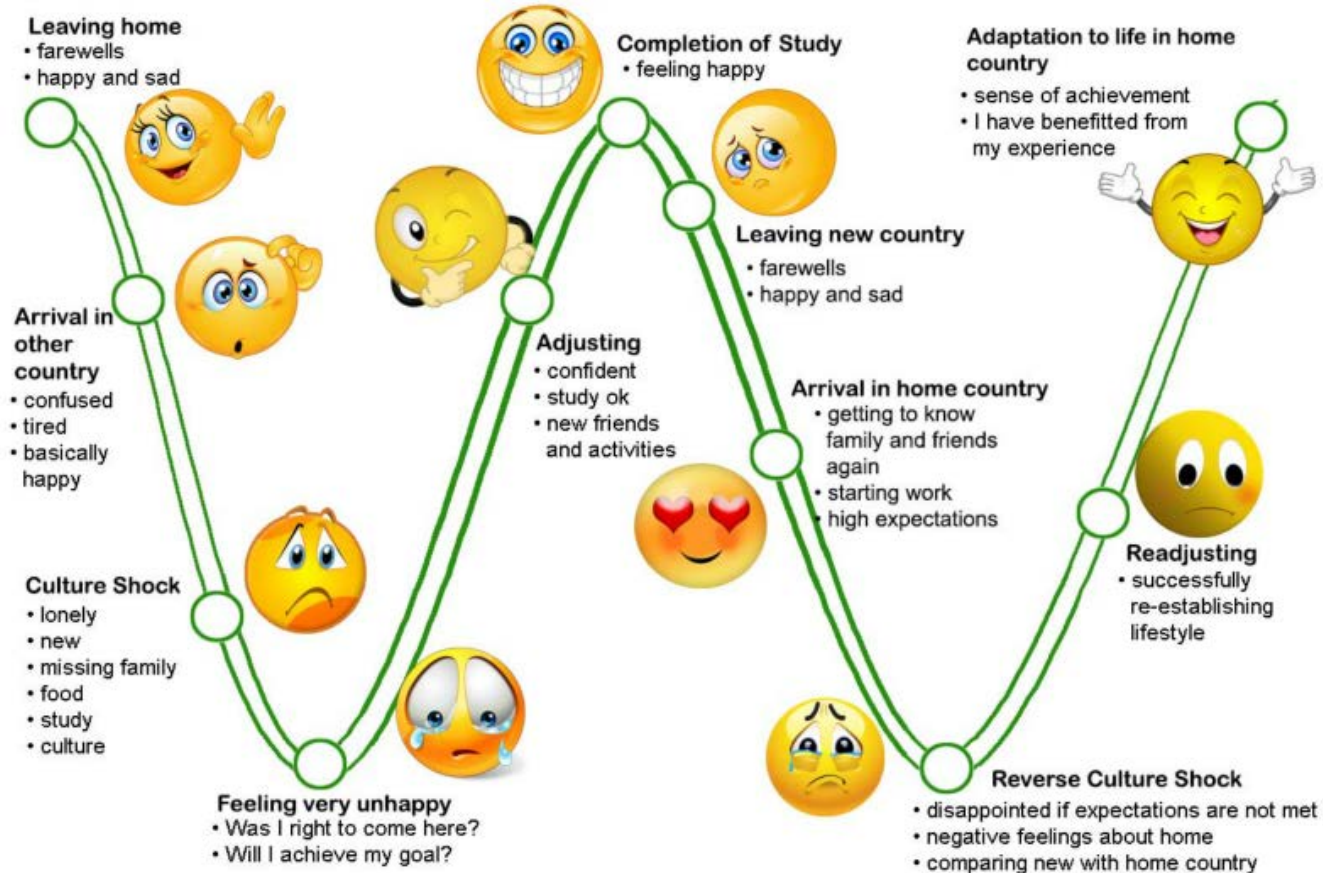 Leaving home
• farewells
• happy and sad
Arrival in
other
country
• confused
• tired
• basically
happy
Culture Shock
• lonely
• new
• missing family
• food
• study
• culture
Feeling very unhappy
• Was I right to come here?
• Will I achieve my goal?
Adjusting
• confident
• study ok
• new friends
and activities
Completion of Study
• feeling happy
Leaving new country
• farewells
• happy and sad
Arrival in home country
• getting to know
family and friends
again
• starting work
• high expectations
Reverse Culture Shock
• disappointed if expectations are not met
• negative feelings about home
• comparing new with home country
Readjusting
• successfully
re-establishing
lifestyle
Adaptation to life in home
country
• sense of achievement
• I have benefitted from
my experience